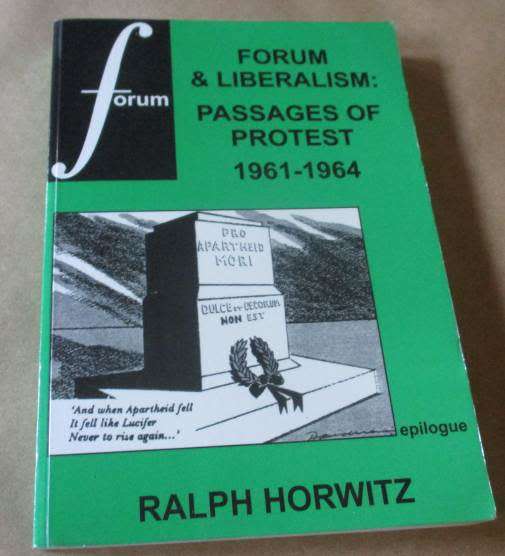 forum
FORUM
& LIBERALISM:
PASSAGES OF
PROTEST
1961-1964
PRO
APARTHEID
MORI
DULCE ET DECORUM
NON EST
'And when Apartheid fell
It fell like Lucifer
Never to rise again...'
epilogue
RALPH HORWITZ